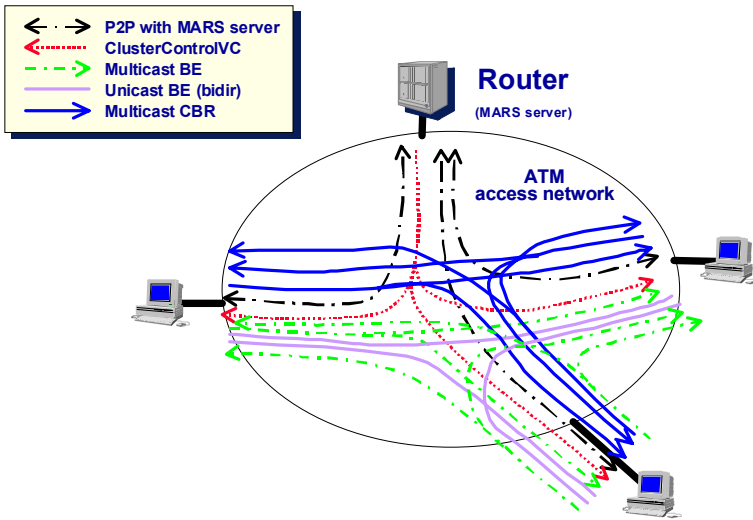 P2P with MARS server
ClusterControlVC
Multicast BE
Unicast BE (bidir)
Multicast CBR
Router
(MARS server)
ATM
access network